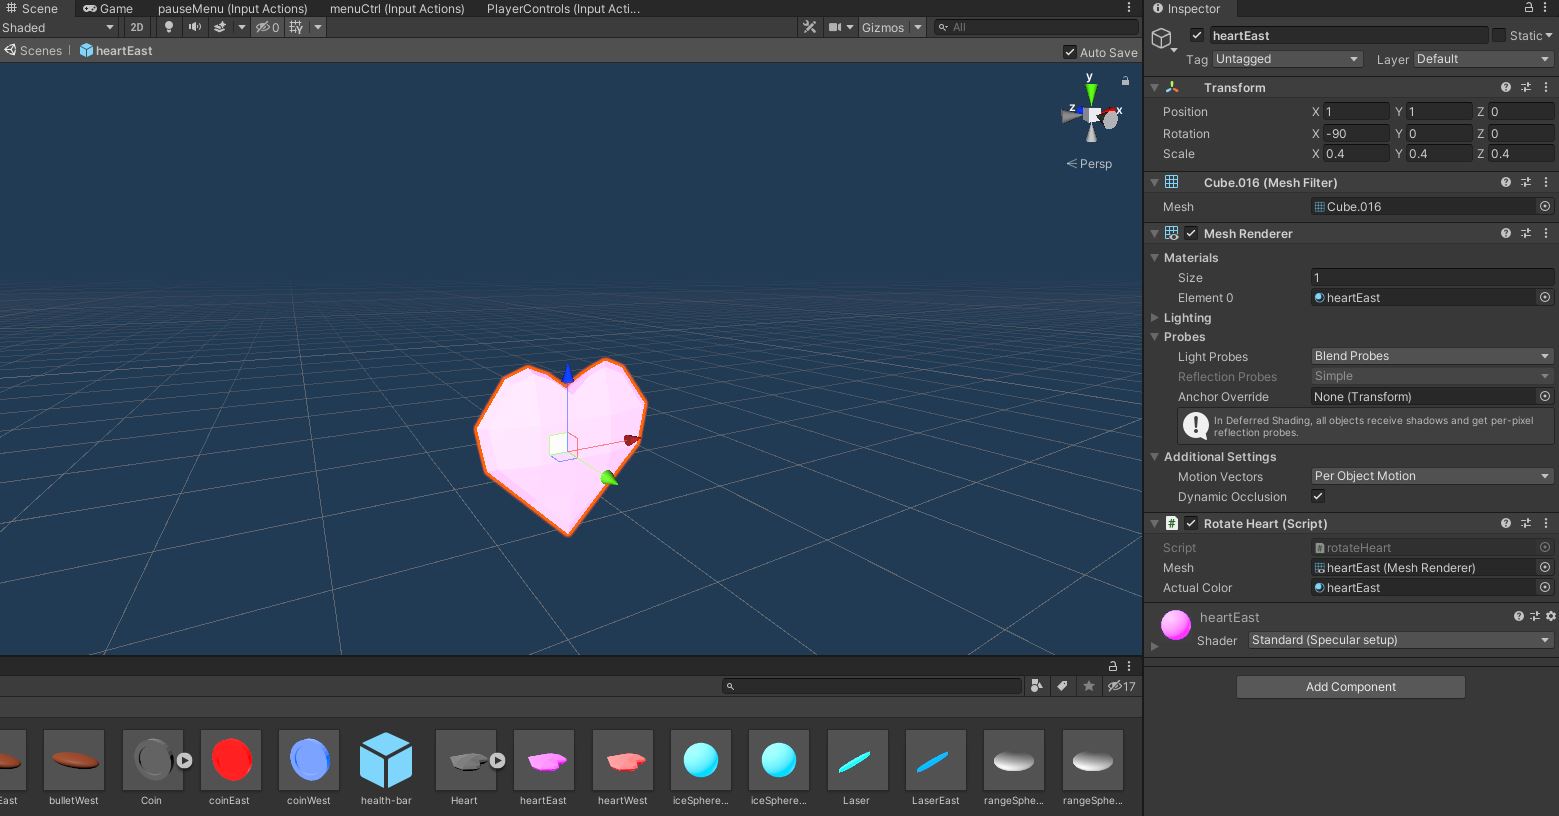 Scene Game pauseMenu (Input Actions) menuCtrl (Input Actions) PlayerControls (Input Acti...
Shaded 2D 0 Gizmos All
Scenes heartEast Auto Save
y
z x
Persp
17
East bulletWest Coin coinEast coinWest health-bar Heart heartEast heartWest iceSphere... iceSphere... Laser LaserEast rangeSphe... rangeSphe...
Inspector
heartEast Static
Tag Untagged Layer Default
Transform
Position X 1 Y 1 Z 0
Rotation X -90 Y 0 Z 0
Scale X 0.4 Y 0.4 Z 0.4
Cube.016 (Mesh Filter)
Mesh Cube.016
Mesh Renderer
Materials
Size 1
Element 0 heartEast
Lighting
Probes
Light Probes Blend Probes
Reflection Probes Simple
Anchor Override None (Transform)
In Deferred Shading, all objects receive shadows and get per-pixel
reflection probes.
Additional Settings
Motion Vectors Per Object Motion
Dynamic Occlusion
Rotate Heart (Script)
Script rotateHeart
Mesh heartEast (Mesh Renderer)
Actual Color heartEast
heartEast
Shader Standard (Specular setup)
Add Component